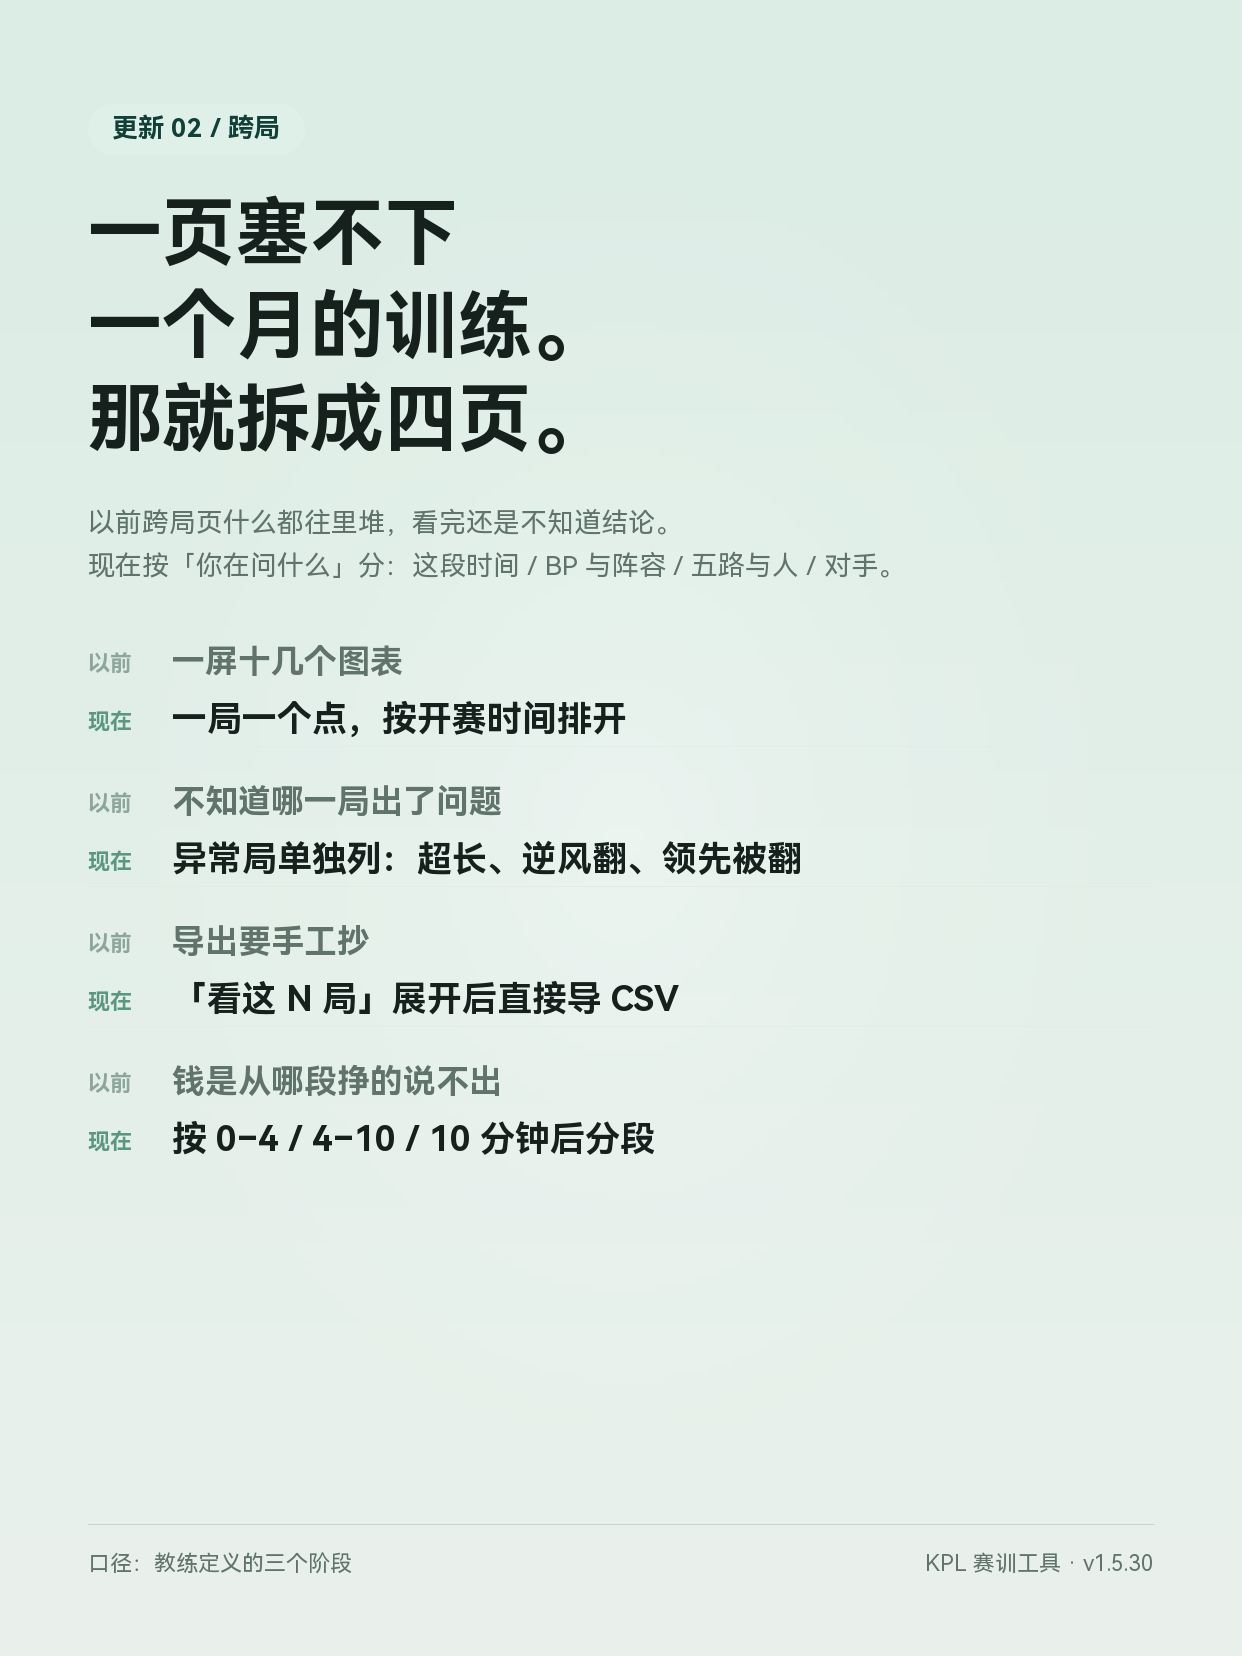 更新 02 / 跨局
一页塞不下
一个月的训练。
那就拆成四页。
以前跨局页什么都往里堆，看完还是不知道结论。
现在按「你在问什么」分：这段时间 / BP 与阵容 / 五路与人 / 对手。
以前 一屏十几个图表
现在 一局一个点，按开赛时间排开
以前 不知道哪一局出了问题
现在 异常局单独列：超长、逆风翻、领先被翻
以前 导出要手工抄
现在 「看这 N 局」展开后直接导 CSV
以前 钱是从哪段挣的说不出
现在 按 0–4 / 4–10 / 10 分钟后分段
口径：教练定义的三个阶段
KPL 赛训工具 · v1.5.30